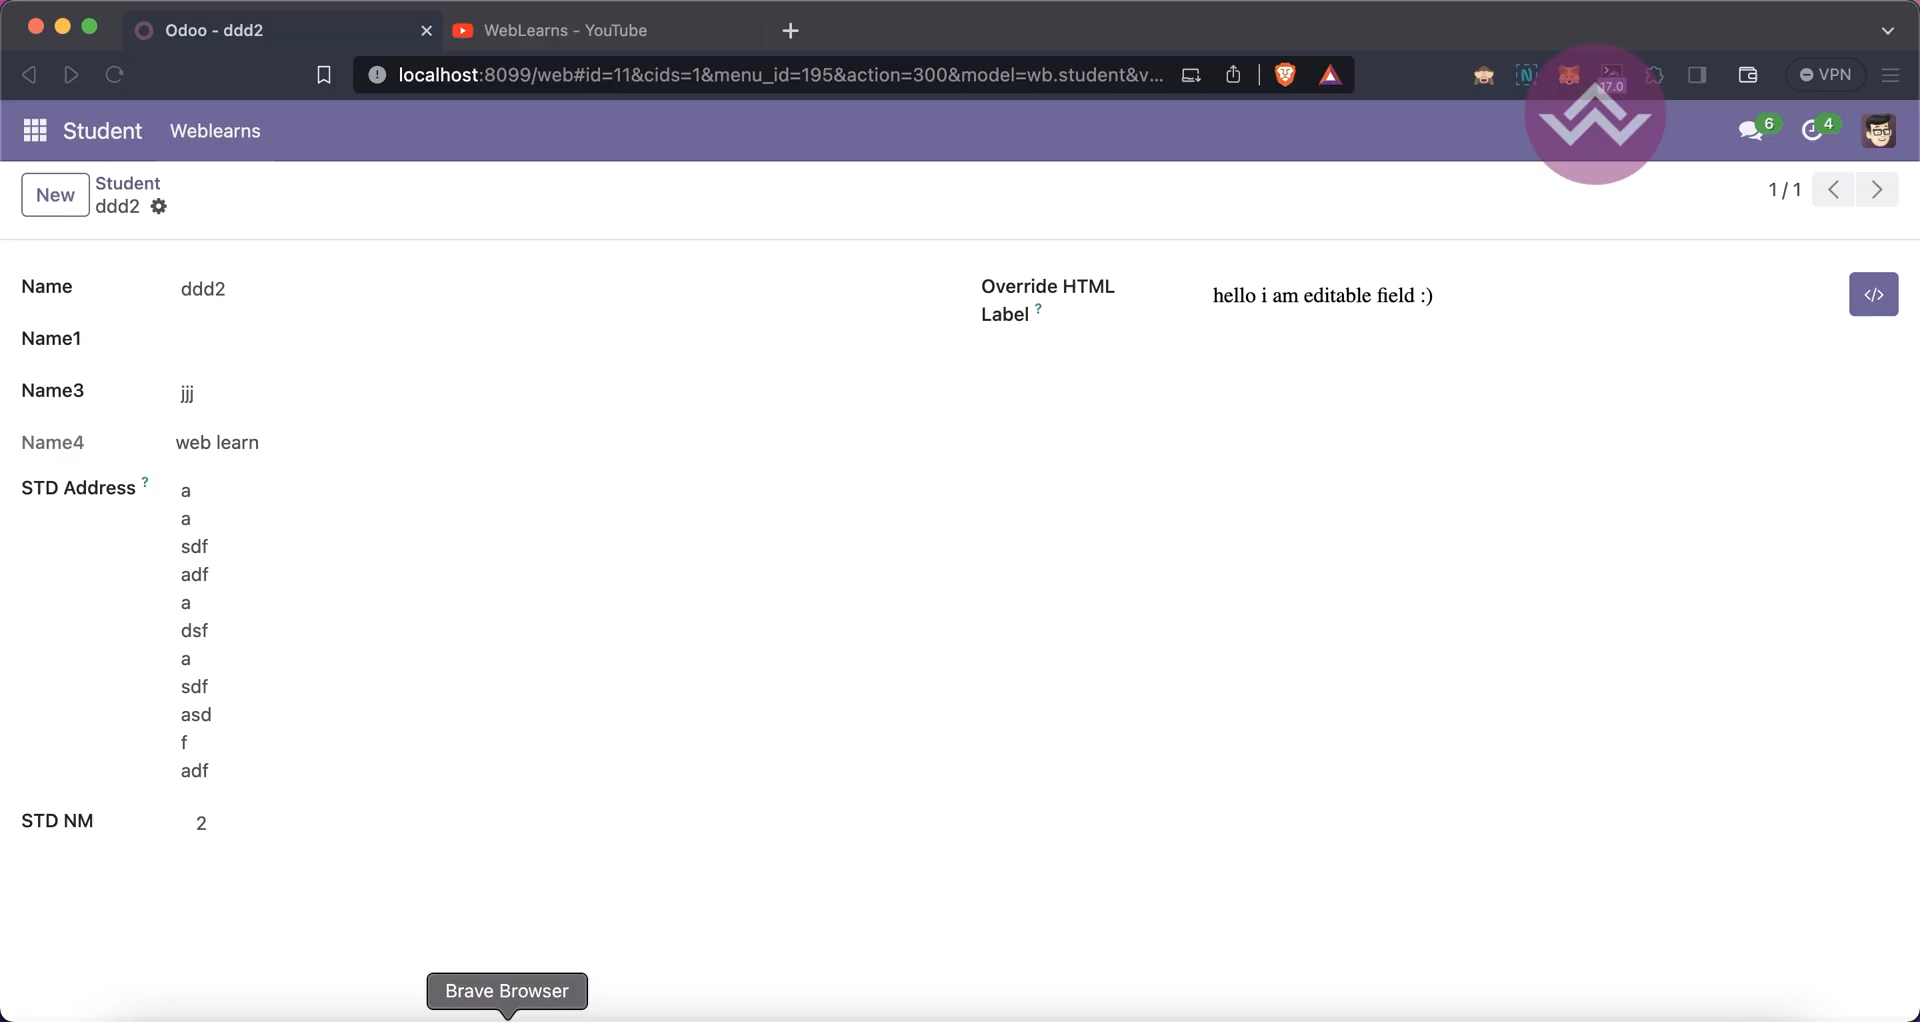 Odoo - ddd2
WebLearns - YouTube
localhost:8099/web#id=11&cids=1&menu_id=195&action=300&model=wb.student&v...
17.0
VPN
Student
Weblearns
6
4
New
Student
ddd2
1 / 1
Name
ddd2
Override HTML
Label ?
hello i am editable field :)
</>
Name1
Name3
jjj
Name4
web learn
STD Address ?
a
a
sdf
adf
a
dsf
a
sdf
asd
f
adf
STD NM
2
Brave Browser